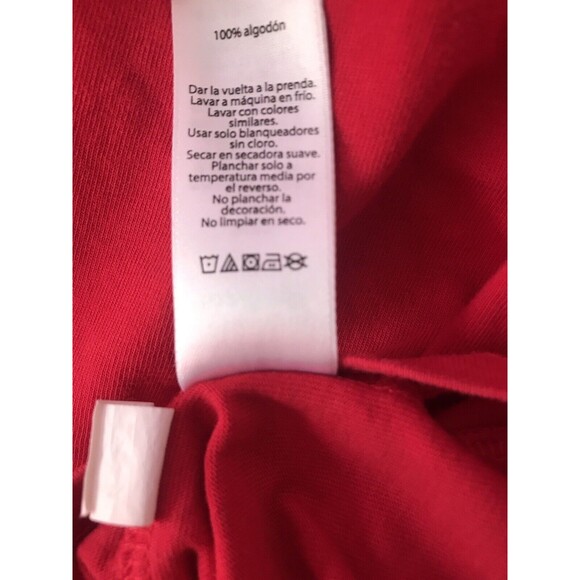 100% algodón
Dar la vuelta a la prenda.
Lavar a máquina en frío.
Lavar con colores
similares.
Usar solo blanqueadores
sin cloro.
Secar en secadora suave.
Planchar solo a
temperatura media por
el reverso.
No planchar la
decoración.
No limpiar en seco.